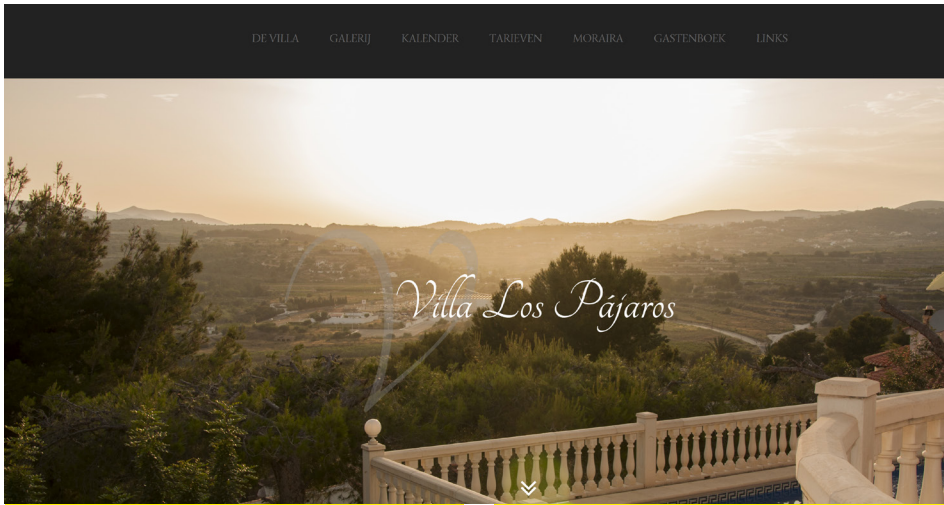 DE VILLA GALERIJ KALENDER TARIEVEN MORAIRA GASTENBOEK LINKS
Villa Los Pájaros